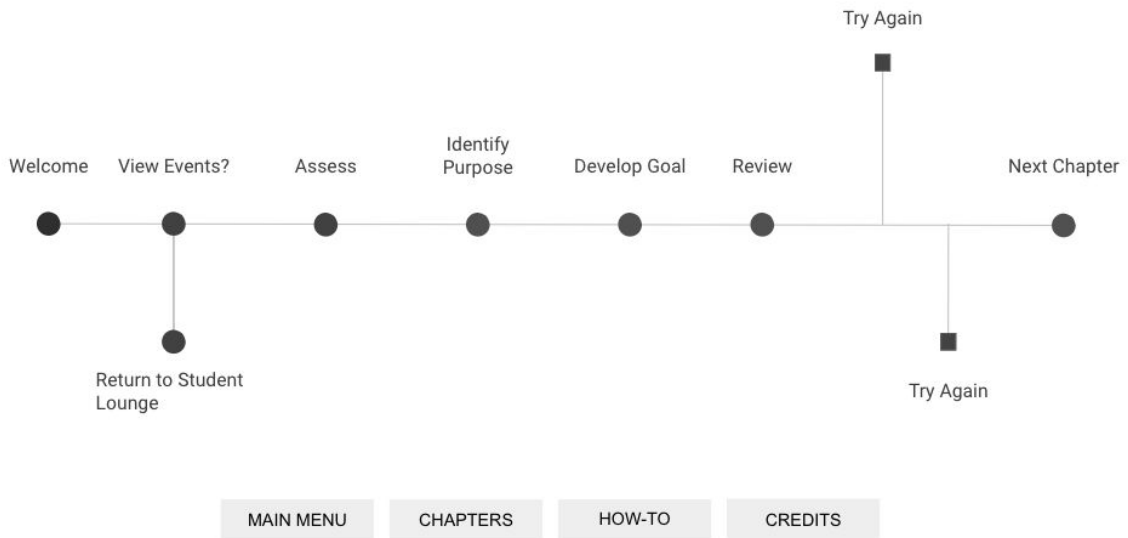 Try Again
Welcome
View Events?
Assess
Identify
Purpose
Develop Goal
Review
Next Chapter
Return to Student
Lounge
Try Again
MAIN MENU
CHAPTERS
HOW-TO
CREDITS